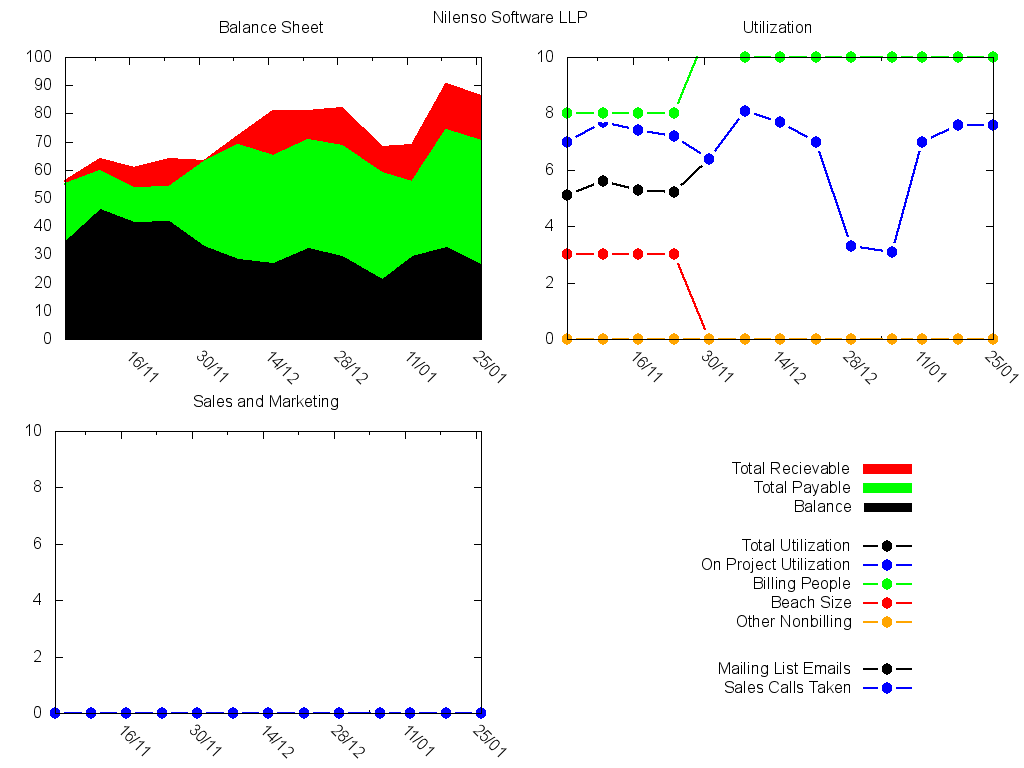 Nilenso Software LLP
Balance Sheet
100
90
80
70
60
50
40
30
20
10
0
16/11
30/11
14/12
28/12
11/01
25/01
Utilization
10
8
6
4
2
0
16/11
30/11
14/12
28/12
11/01
25/01
Sales and Marketing
10
8
6
4
2
0
16/11
30/11
14/12
28/12
11/01
25/01
Total Recievable
Total Payable
Balance
Total Utilization
On Project Utilization
Billing People
Beach Size
Other Nonbilling
Mailing List Emails
Sales Calls Taken